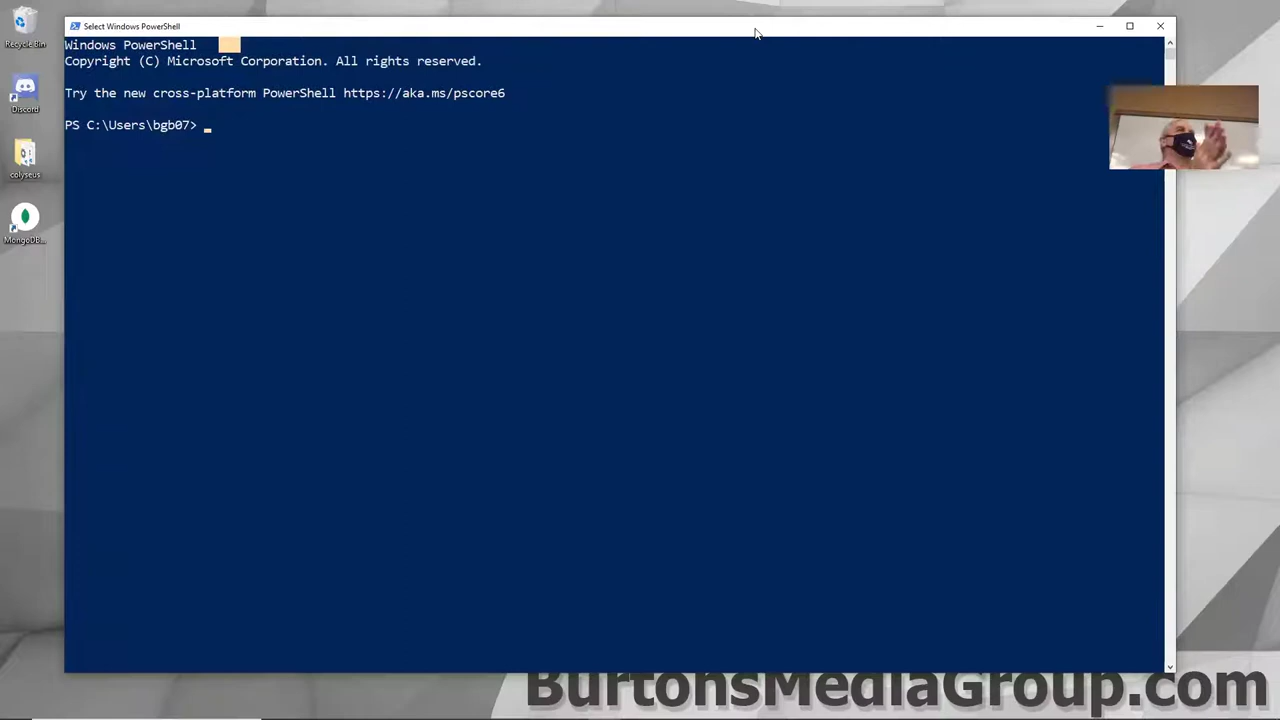 Select Windows PowerShell
Windows PowerShell
Copyright (C) Microsoft Corporation. All rights reserved.
Try the new cross-platform PowerShell https://aka.ms/pscore6
PS C:\Users\bgb07>
Recycle Bin
Discord
colyseus
MongoDB...
BurtonsMediaGroup.com